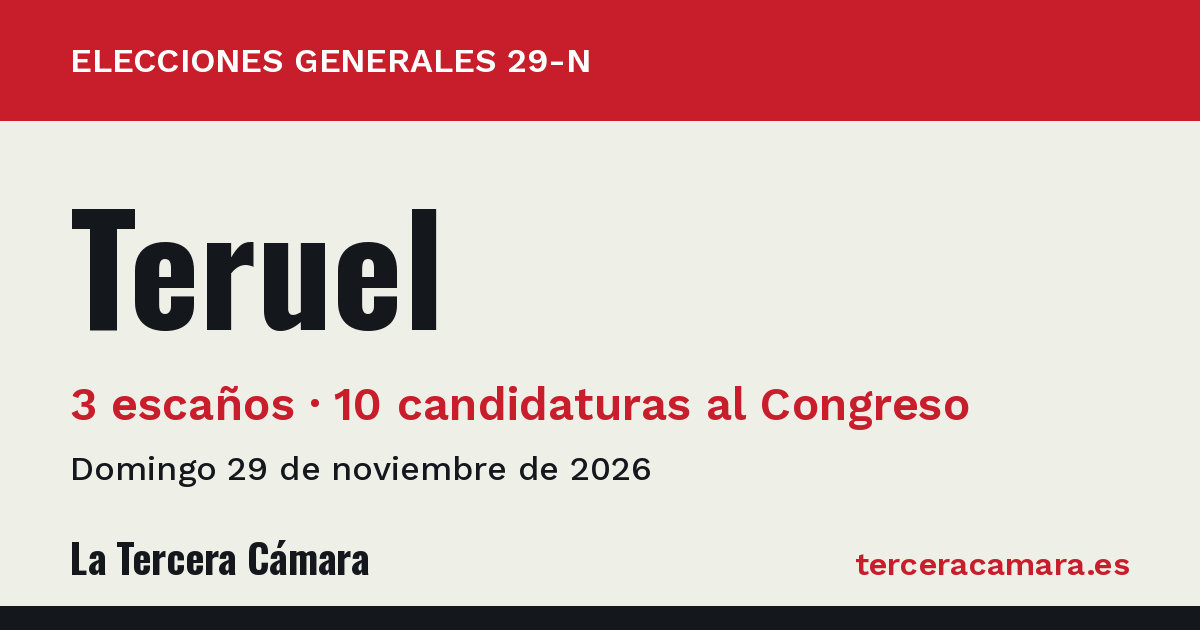 ELECCIONES GENERALES 29-N
Teruel
3 escaños · 10 candidaturas al Congreso
Domingo 29 de noviembre de 2026
La Tercera Cámara
terceracamara.es